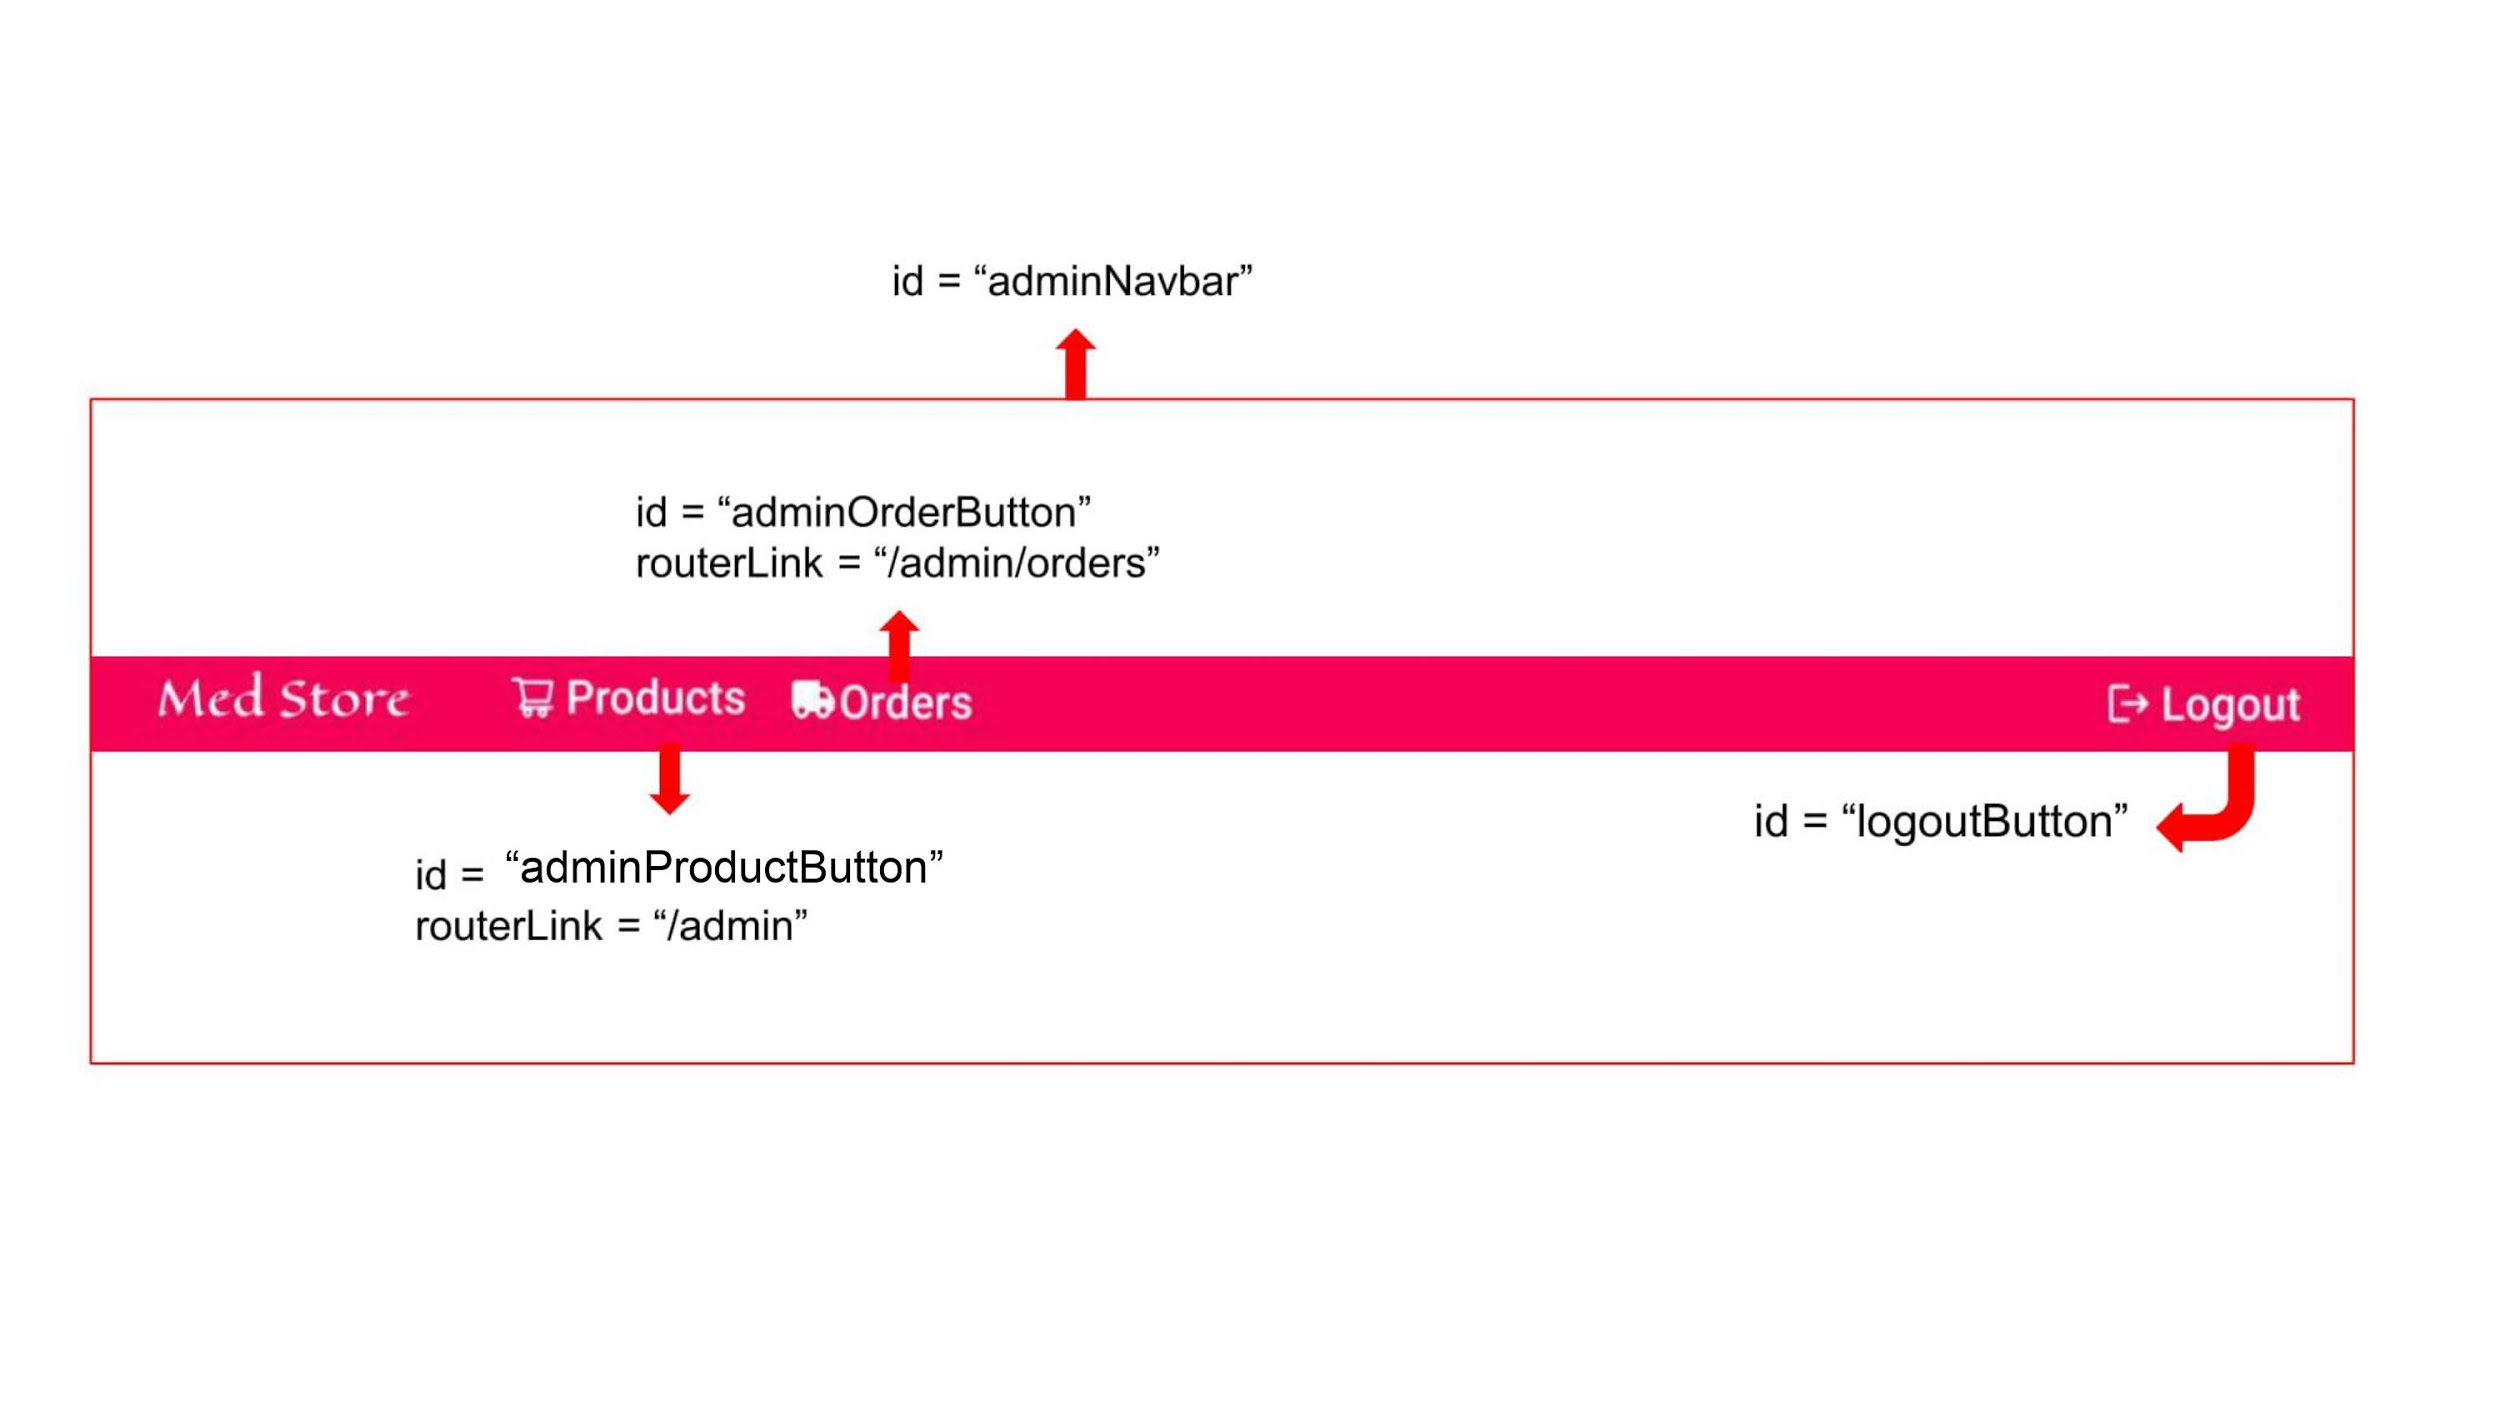 id = “adminNavbar”
id = “adminOrderButton”
routerLink = “/admin/orders”
Med Store Products Orders Logout
id = “logoutButton”
id = “adminProductButton”
routerLink = “/admin”